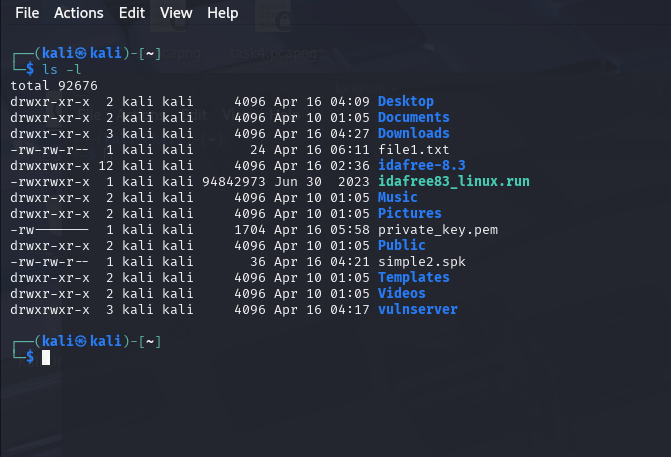 File Actions Edit View Help
┌──(kali㉿kali)-[~]
└─$ ls -l
total 92676
drwxr-xr-x  2 kali kali     4096 Apr 16 04:09 Desktop
drwxr-xr-x  2 kali kali     4096 Apr 10 01:05 Documents
drwxr-xr-x  3 kali kali     4096 Apr 16 04:27 Downloads
-rw-rw-r--  1 kali kali       24 Apr 16 06:11 file1.txt
drwxrwxr-x 12 kali kali     4096 Apr 16 02:36 idafree-8.3
-rwxrwxr-x  1 kali kali 94842973 Jun 30  2023 idafree83_linux.run
drwxr-xr-x  2 kali kali     4096 Apr 10 01:05 Music
drwxr-xr-x  2 kali kali     4096 Apr 10 01:05 Pictures
-rw-------  1 kali kali     1704 Apr 16 05:58 private_key.pem
drwxr-xr-x  2 kali kali     4096 Apr 10 01:05 Public
-rw-rw-r--  1 kali kali       36 Apr 16 04:21 simple2.spk
drwxr-xr-x  2 kali kali     4096 Apr 10 01:05 Templates
drwxr-xr-x  2 kali kali     4096 Apr 10 01:05 Videos
drwxrwxr-x  3 kali kali     4096 Apr 16 04:17 vulnserver
┌──(kali㉿kali)-[~]
└─$